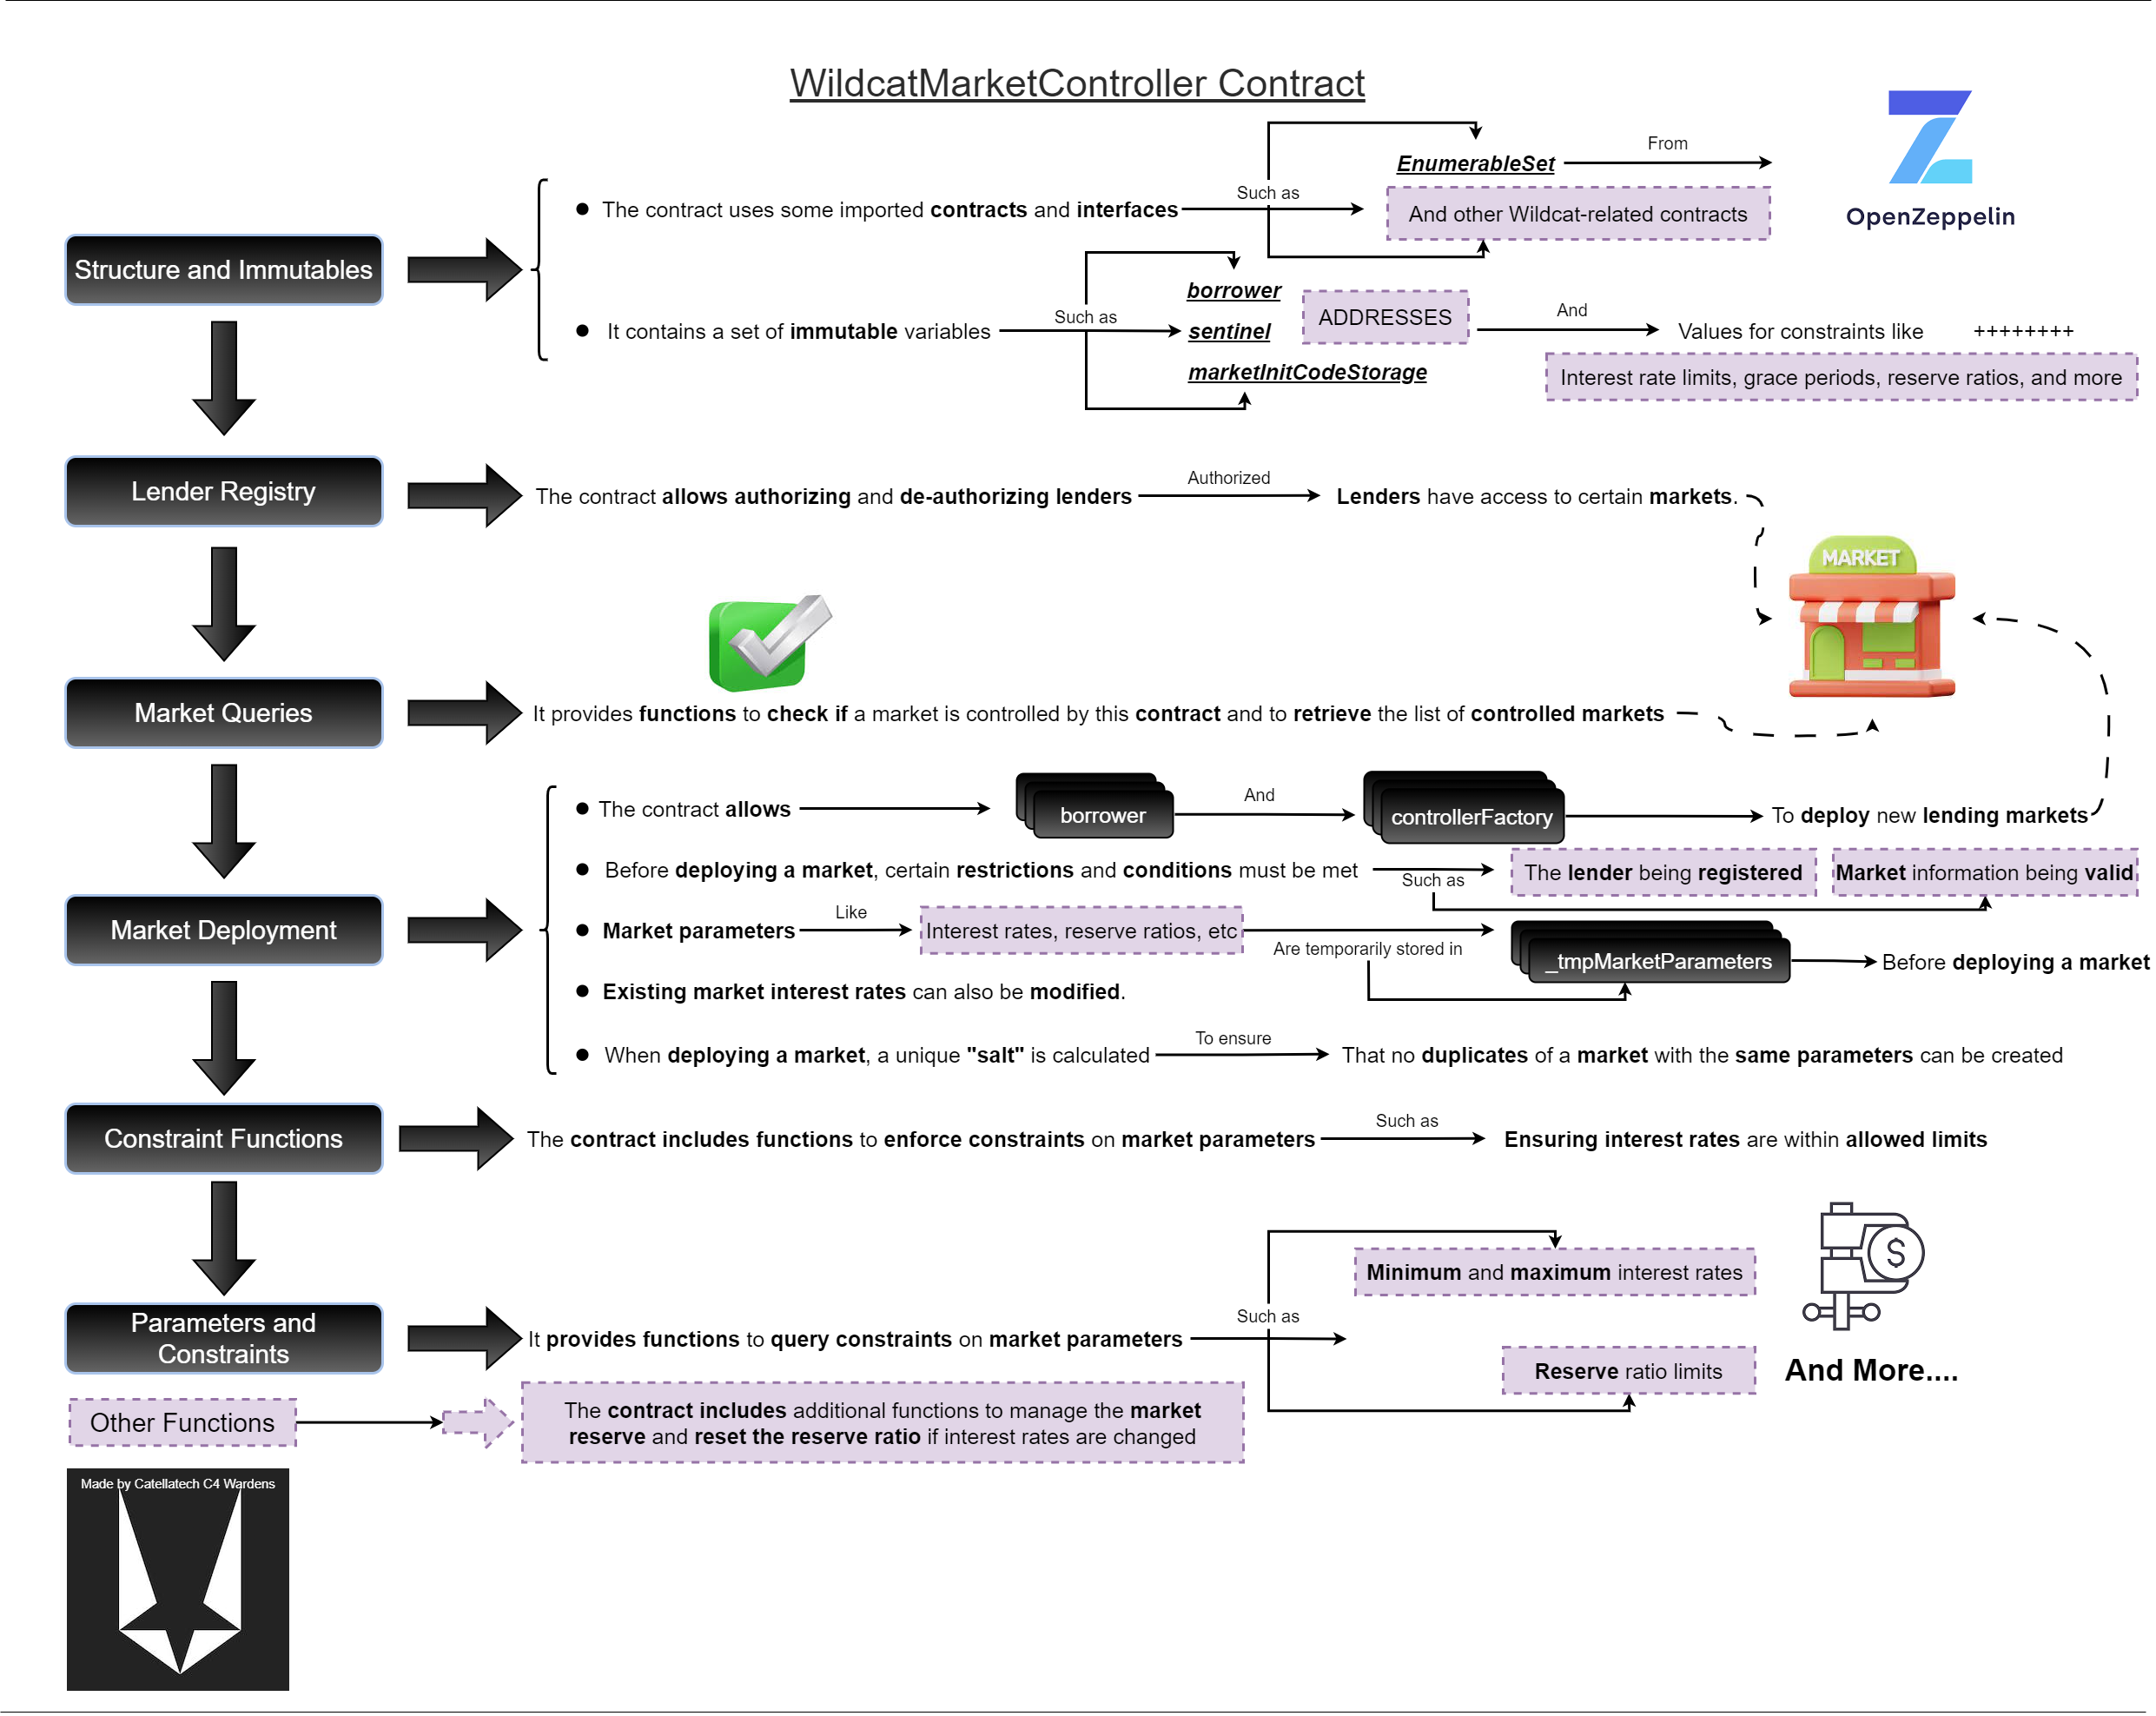 WildcatMarketController Contract
Structure and Immutables
The contract uses some imported contracts and interfaces
Such as
EnumerableSet
From
OpenZeppelin
And other Wildcat-related contracts
It contains a set of immutable variables
Such as
borrower
sentinel
marketInitCodeStorage
ADDRESSES
And
Values for constraints like ++++++++
Interest rate limits, grace periods, reserve ratios, and more
Lender Registry
The contract allows authorizing and de-authorizing lenders
Authorized
Lenders have access to certain markets.
MARKET
Market Queries
It provides functions to check if a market is controlled by this contract and to retrieve the list of controlled markets
Market Deployment
The contract allows
borrower
And
controllerFactory
To deploy new lending markets
Before deploying a market, certain restrictions and conditions must be met
Such as
The lender being registered
Market information being valid
Market parameters
Like
Interest rates, reserve ratios, etc
Are temporarily stored in
_tmpMarketParameters
Before deploying a market
Existing market interest rates can also be modified.
When deploying a market, a unique "salt" is calculated
To ensure
That no duplicates of a market with the same parameters can be created
Constraint Functions
The contract includes functions to enforce constraints on market parameters
Such as
Ensuring interest rates are within allowed limits
Parameters and
Constraints
It provides functions to query constraints on market parameters
Such as
Minimum and maximum interest rates
Reserve ratio limits
$
And More....
Other Functions
The contract includes additional functions to manage the market
reserve and reset the reserve ratio if interest rates are changed
Made by Catellatech C4 Wardens